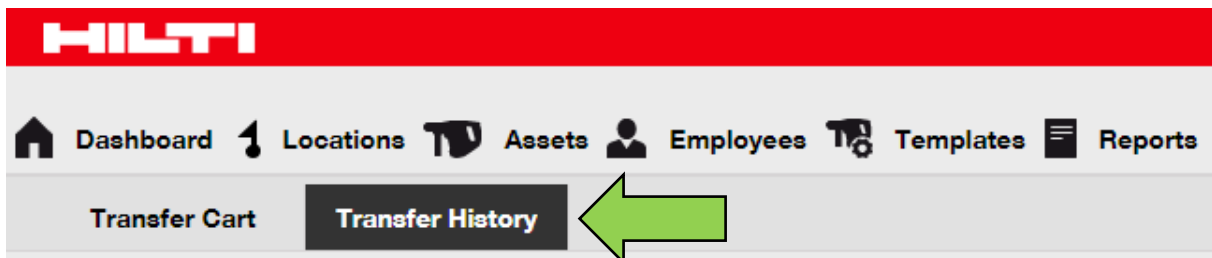 HILTI
Dashboard Locations Assets Employees Templates Reports
Transfer Cart Transfer History